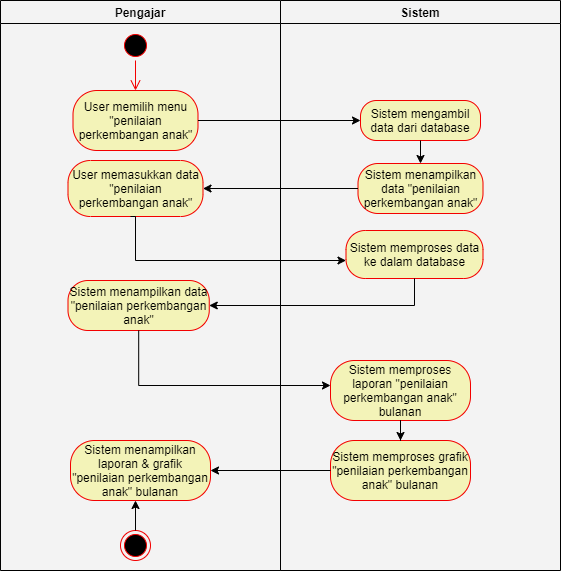 Pengajar
Sistem
User memilih menu
"penilaian
perkembangan anak"
Sistem mengambil
data dari database
User memasukkan data
"penilaian
perkembangan anak"
Sistem menampilkan
data "penilaian
perkembangan anak"
Sistem memproses data
ke dalam database
Sistem menampilkan data
"penilaian perkembangan
anak"
Sistem memproses
laporan "penilaian
perkembangan anak"
bulanan
Sistem menampilkan
laporan & grafik
"penilaian perkembangan
anak" bulanan
Sistem memproses grafik
"penilaian perkembangan
anak" bulanan